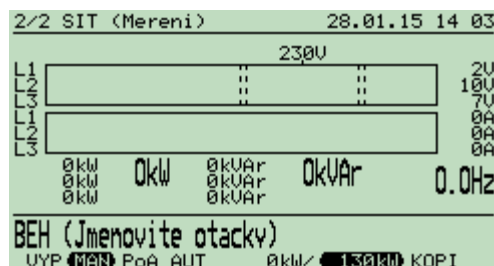 2/2 SIT (Mereni) 28.01.15 14 03
230V
L1 2V
L2 10V
L3 7V
L1 0A
L2 0A
L3 0A
0kW 0kW 0kVAr 0kVAr 0.0Hz
0kW 0kVAr
0kW 0kVAr
BEH (Jmenovite otacky)
VYP MAN PoA AUT 0kW/ 130kW KOPI